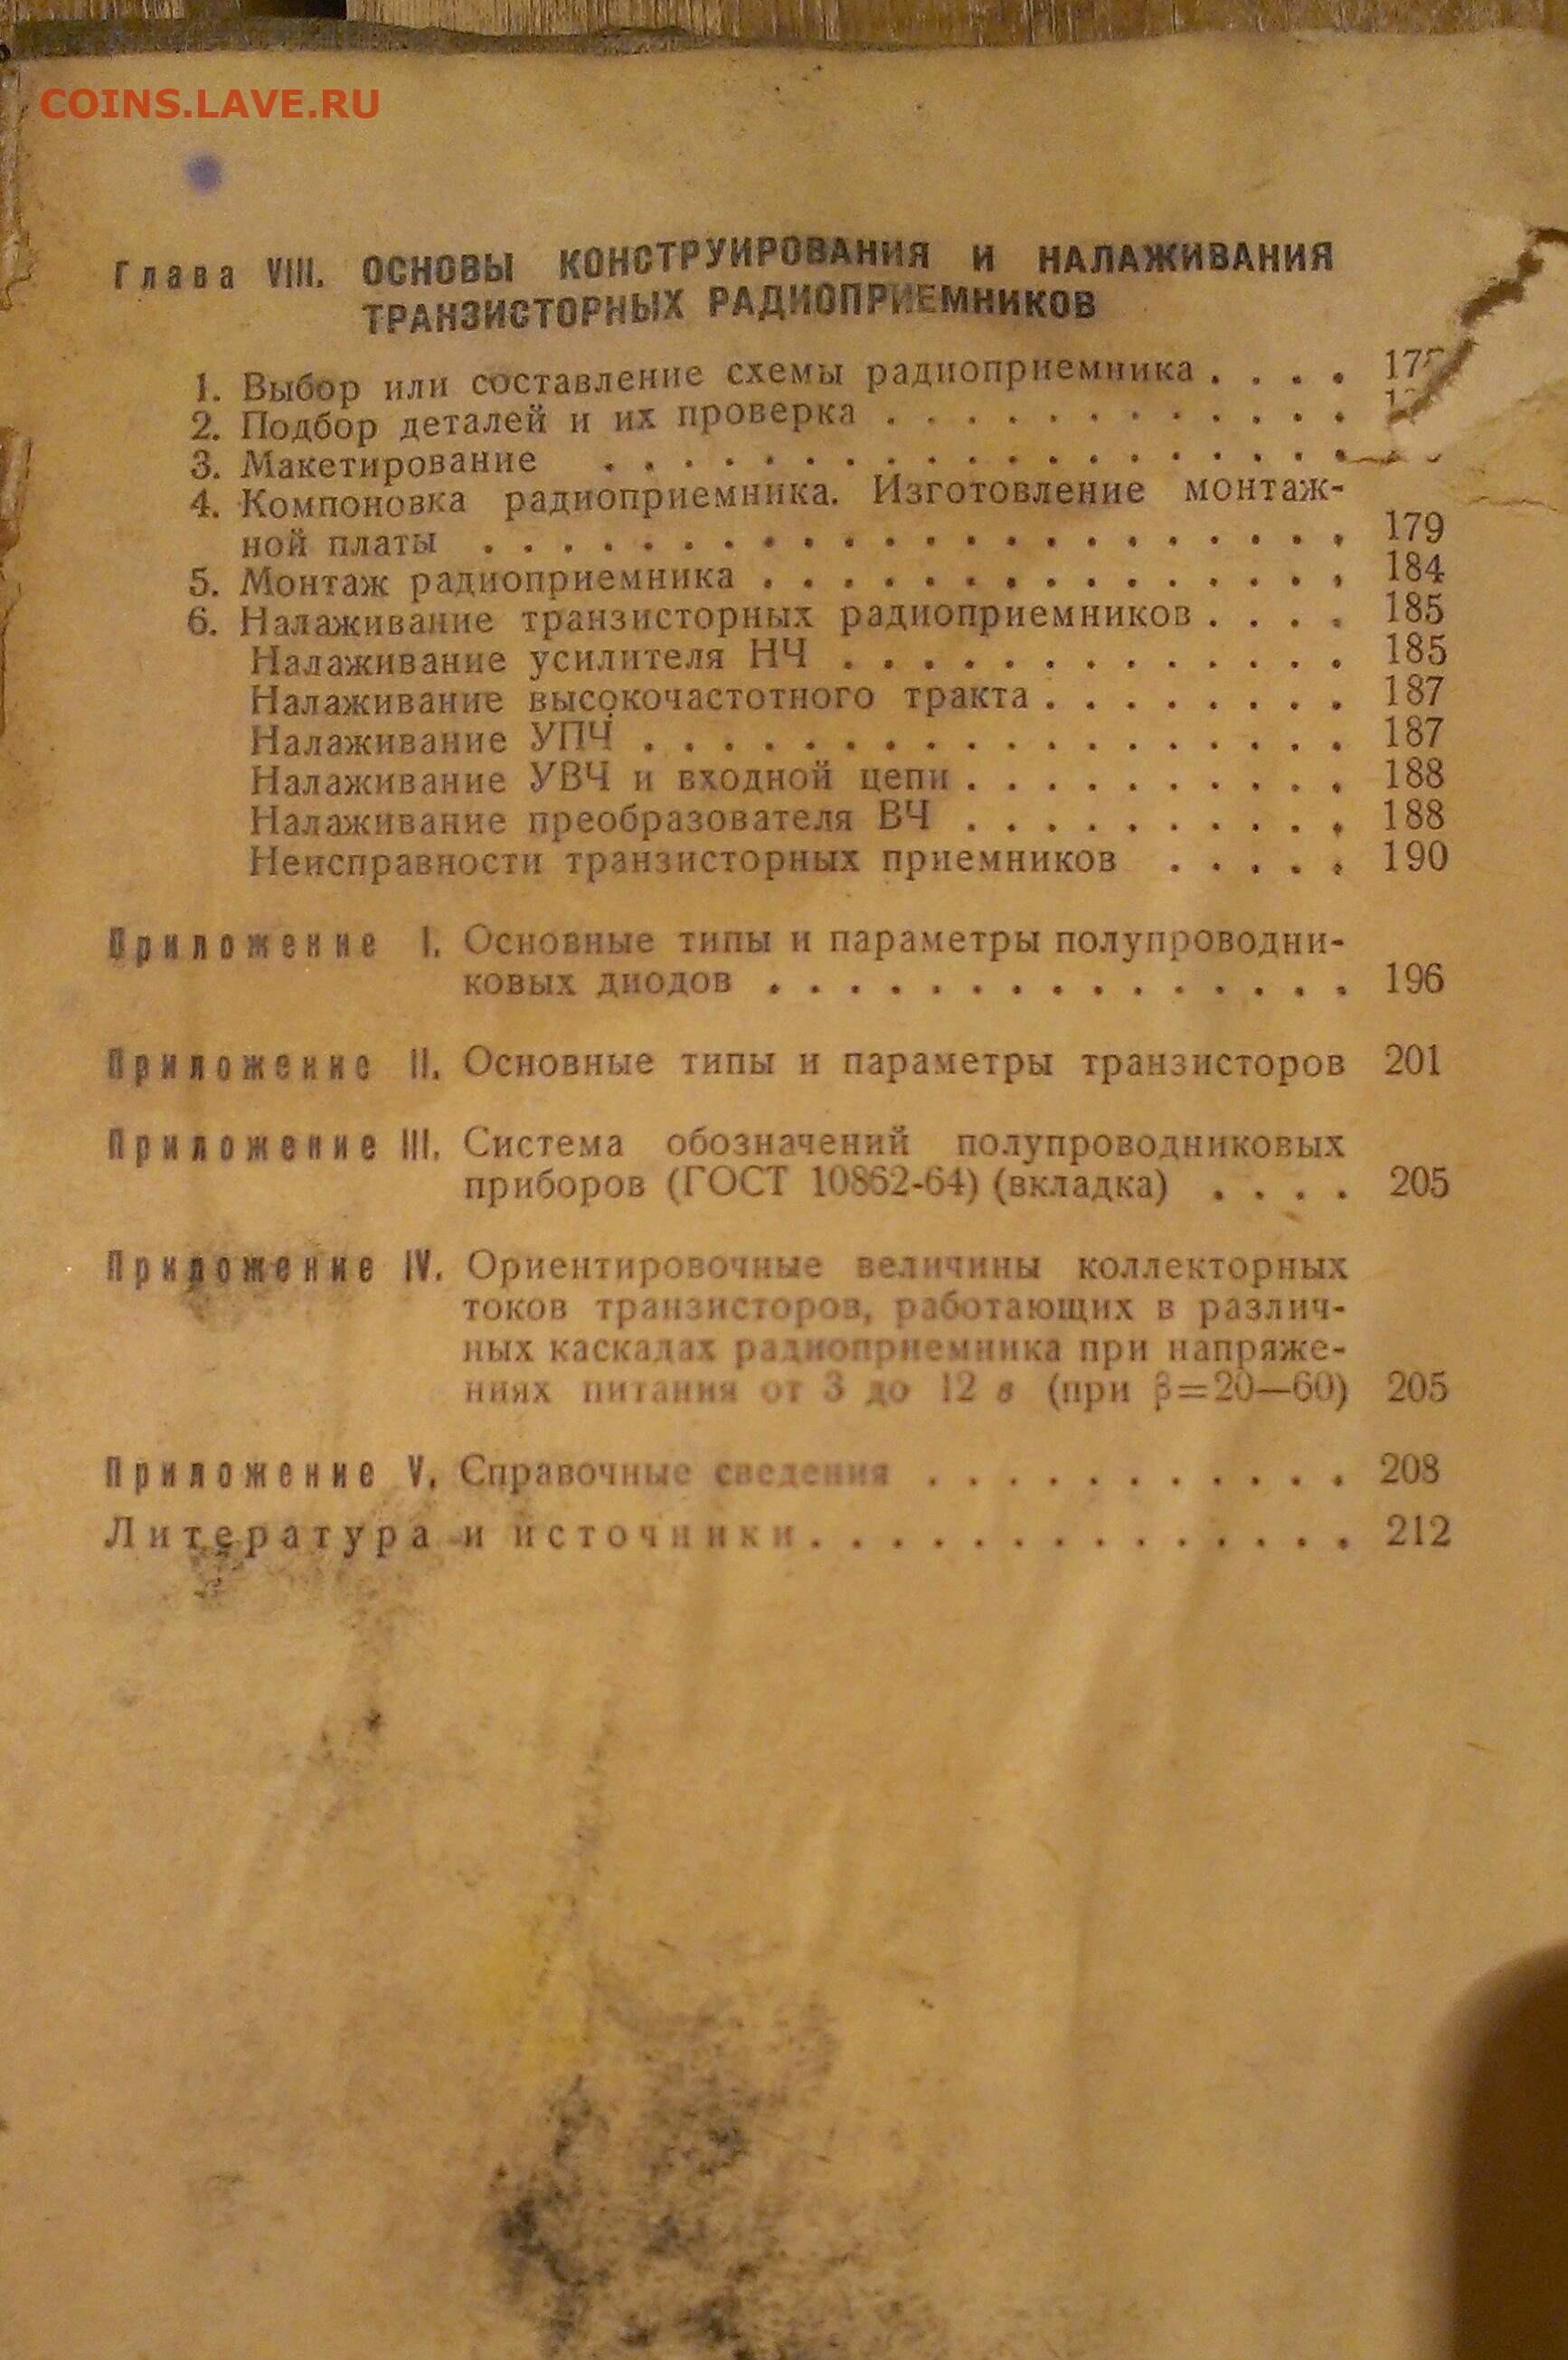 COINS.LAVE.RU
Глава VIII. ОСНОВЫ КОНСТРУИРОВАНИЯ И НАЛАЖИВАНИЯ
ТРАНЗИСТОРНЫХ РАДИОПРИЕМНИКОВ
1. Выбор или составление схемы радиоприемника . . . .
2. Подбор деталей и их проверка . . . . . . . . . . . .
3. Макетирование . . . . . . . . . . . . . . . . . . .
4. Компоновка радиоприемника. Изготовление монтаж-
ной платы . . . . . . . . . . . . . . . . . . . . . . 179
5. Монтаж радиоприемника . . . . . . . . . . . . . . . 184
6. Налаживание транзисторных радиоприемников . . . . 185
Налаживание усилителя НЧ . . . . . . . . . . . . . 185
Налаживание высокочастотного тракта . . . . . . . . 187
Налаживание УПЧ . . . . . . . . . . . . . . . . . . 187
Налаживание УВЧ и входной цепи . . . . . . . . . . 188
Налаживание преобразователя ВЧ . . . . . . . . . . 188
Неисправности транзисторных приемников . . . . . 190
Приложение I. Основные типы и параметры полупроводни-
ковых диодов . . . . . . . . . . . . . . . 196
Приложение II. Основные типы и параметры транзисторов 201
Приложение III. Система обозначений полупроводниковых
приборов (ГОСТ 10862-64) (вкладка) . . . . 205
Приложение IV. Ориентировочные величины коллекторных
токов транзисторов, работающих в различ-
ных каскадах радиоприемника при напряже-
ниях питания от 3 до 12 в (при β=20—60) 205
Приложение V. Справочные сведения . . . . . . . . . . . 208
Литература и источники . . . . . . . . . . . . . . 212